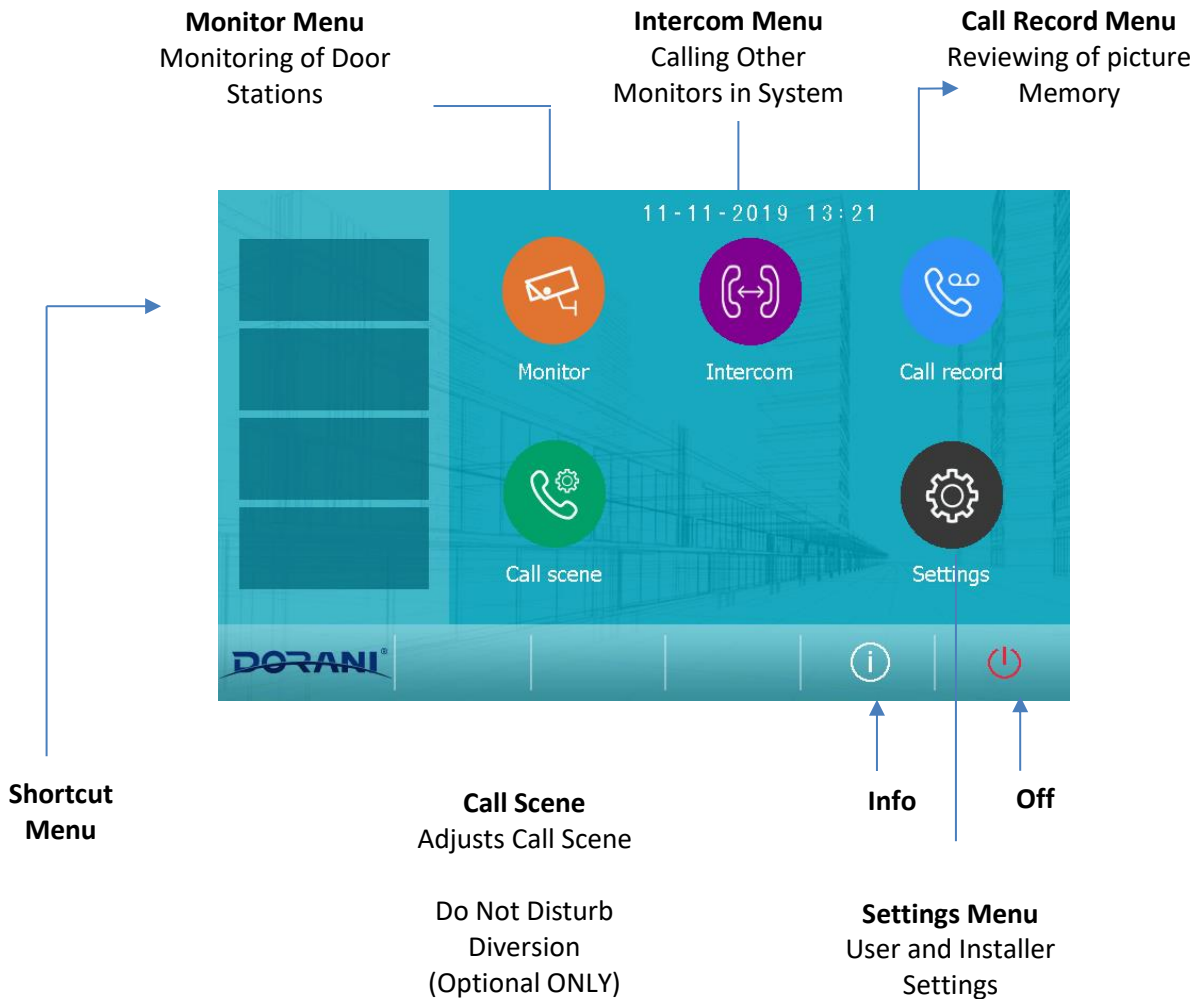 Monitor Menu
Monitoring of Door
Stations
Intercom Menu
Calling Other
Monitors in System
Call Record Menu
Reviewing of picture
Memory
11-11-2019 13:21
Monitor
Intercom
Call record
Call scene
Settings
DORANI®
Shortcut
Menu
Call Scene
Adjusts Call Scene
Do Not Disturb
Diversion
(Optional ONLY)
Info
Off
Settings Menu
User and Installer
Settings